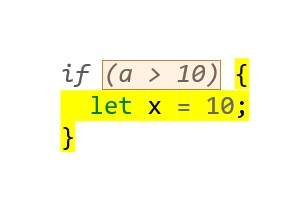 if (a > 10) {
  let x = 10;
}